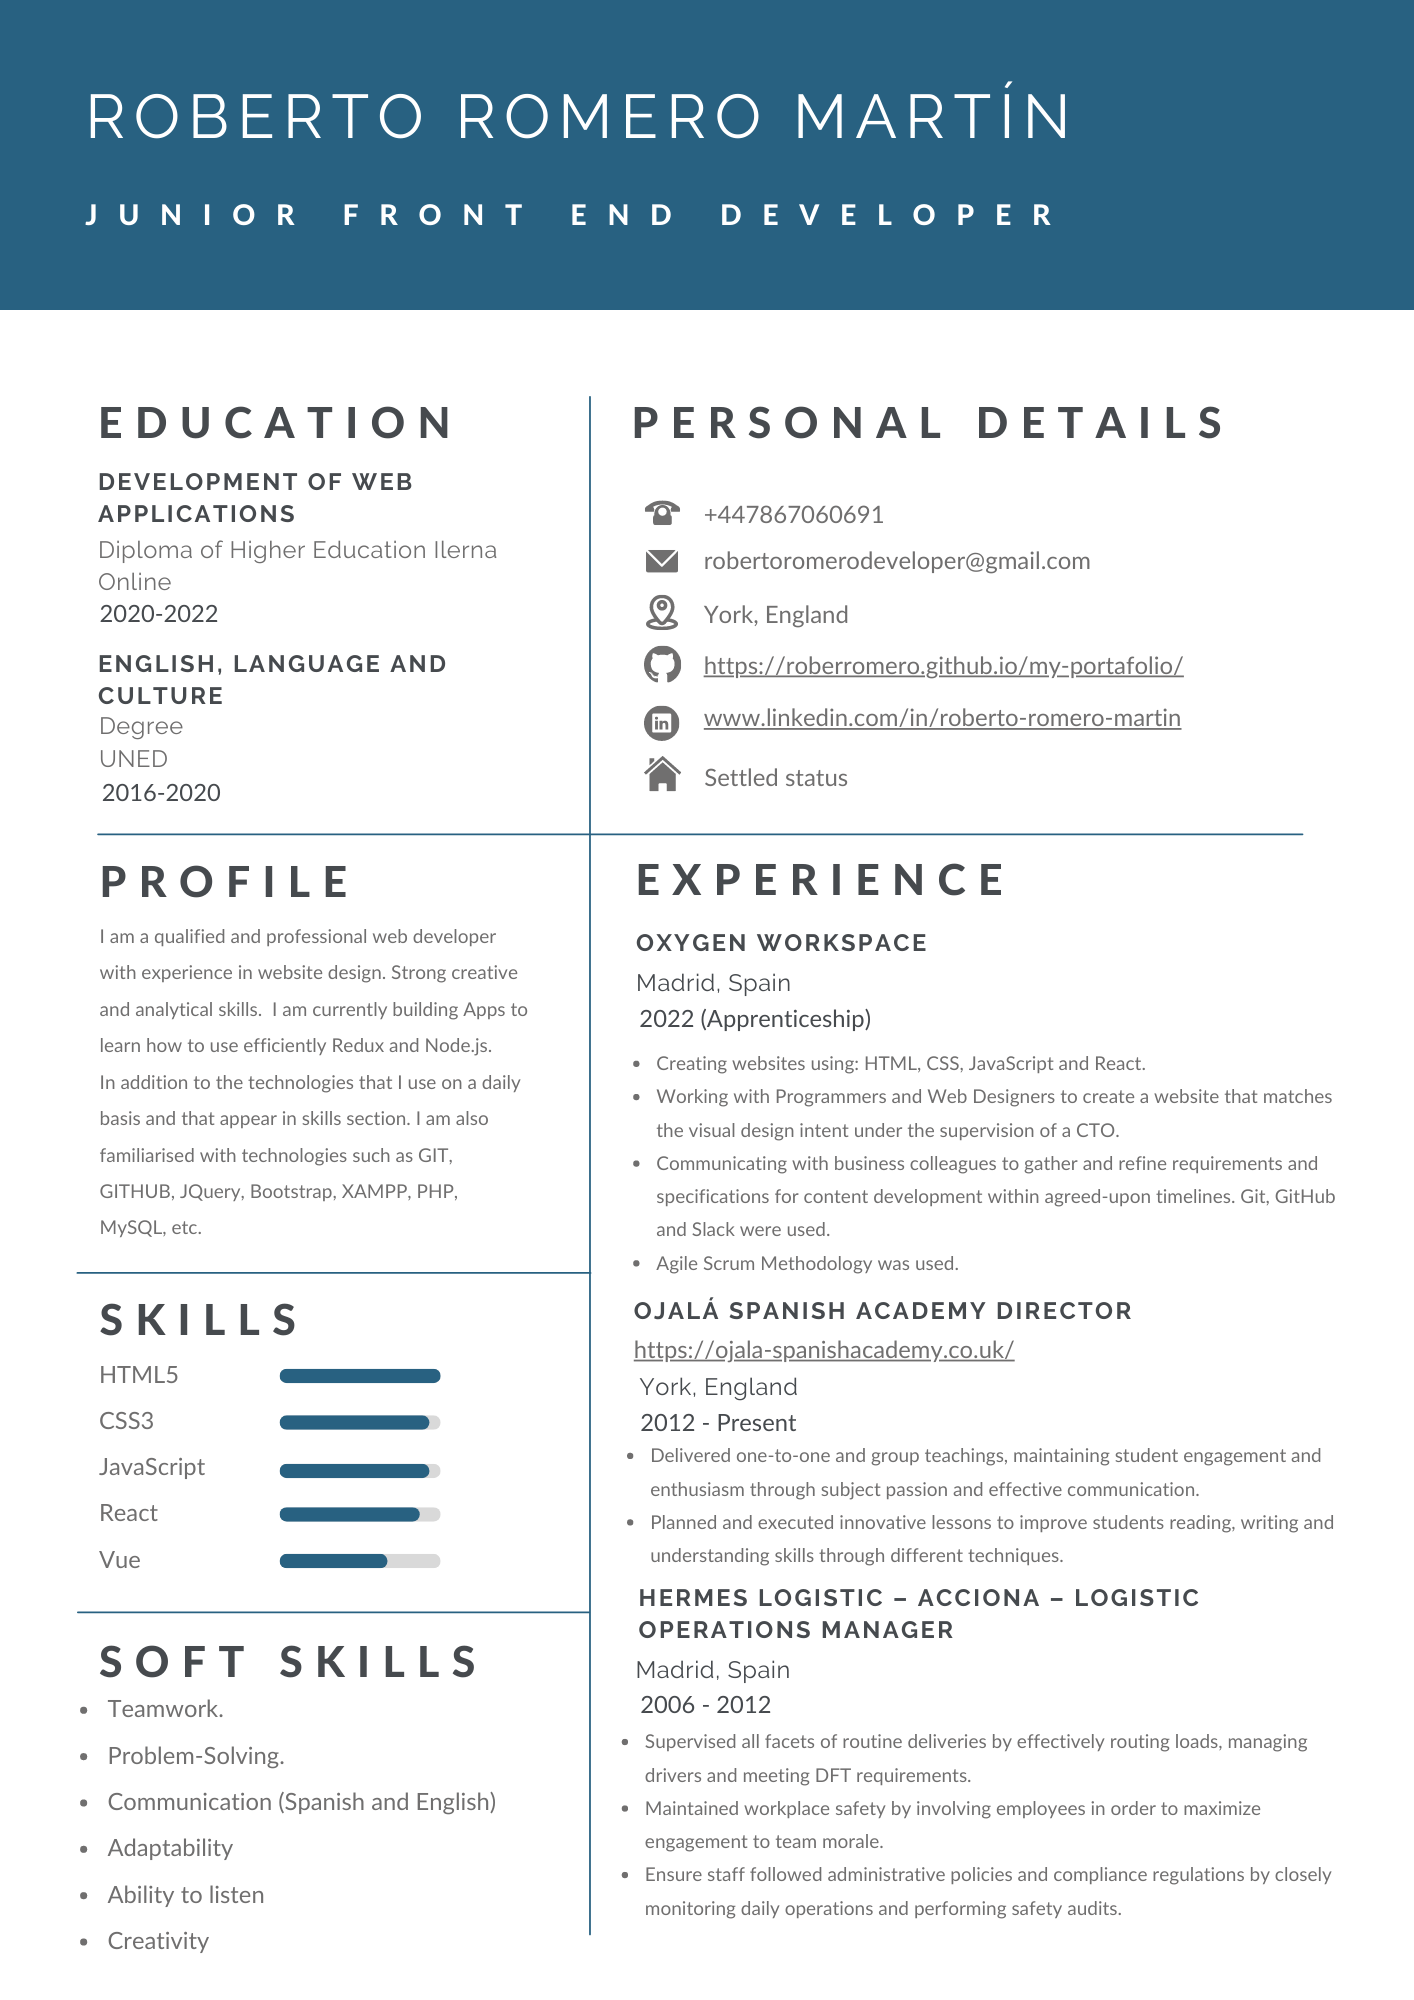 ROBERTO ROMERO MARTÍN
JUNIOR FRONT END DEVELOPER
EDUCATION
DEVELOPMENT OF WEB
APPLICATIONS
Diploma of Higher Education Ilerna
Online
2020-2022
ENGLISH, LANGUAGE AND
CULTURE
Degree
UNED
2016-2020
PERSONAL DETAILS
+447867060691
robertoromerodeveloper@gmail.com
York, England
https://roberromero.github.io/my-portafolio/
www.linkedin.com/in/roberto-romero-martin
Settled status
PROFILE
I am a qualified and professional web developer
with experience in website design. Strong creative
and analytical skills.  I am currently building Apps to
learn how to use efficiently Redux and Node.js.
In addition to the technologies that I use on a daily
basis and that appear in skills section. I am also
familiarised with technologies such as GIT,
GITHUB, JQuery, Bootstrap, XAMPP, PHP,
MySQL, etc.
SKILLS
HTML5
CSS3
JavaScript
React
Vue
SOFT SKILLS
• Teamwork.
• Problem-Solving.
• Communication (Spanish and English)
• Adaptability
• Ability to listen
• Creativity
EXPERIENCE
OXYGEN WORKSPACE
Madrid, Spain
2022 (Apprenticeship)
• Creating websites using: HTML, CSS, JavaScript and React.
• Working with Programmers and Web Designers to create a website that matches
the visual design intent under the supervision of a CTO.
• Communicating with business colleagues to gather and refine requirements and
specifications for content development within agreed-upon timelines. Git, GitHub
and Slack were used.
• Agile Scrum Methodology was used.
OJALÁ SPANISH ACADEMY DIRECTOR
https://ojala-spanishacademy.co.uk/
York, England
2012 - Present
• Delivered one-to-one and group teachings, maintaining student engagement and
enthusiasm through subject passion and effective communication.
• Planned and executed innovative lessons to improve students reading, writing and
understanding skills through different techniques.
HERMES LOGISTIC – ACCIONA – LOGISTIC
OPERATIONS MANAGER
Madrid, Spain
2006 - 2012
• Supervised all facets of routine deliveries by effectively routing loads, managing
drivers and meeting DFT requirements.
• Maintained workplace safety by involving employees in order to maximize
engagement to team morale.
• Ensure staff followed administrative policies and compliance regulations by closely
monitoring daily operations and performing safety audits.